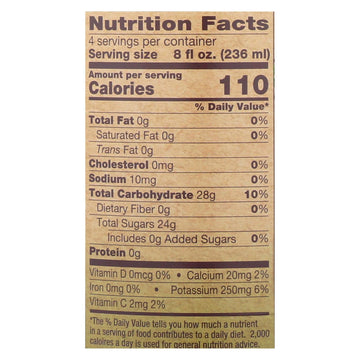 Nutrition Facts
4 servings per container
Serving size 8 fl oz. (236 ml)
Amount per serving
Calories 110
% Daily Value*
Total Fat 0g 0%
Saturated Fat 0g 0%
Trans Fat 0g
Cholesterol 0mg 0%
Sodium 10mg 0%
Total Carbohydrate 28g 10%
Dietary Fiber 0g 0%
Total Sugars 24g
Includes 0g Added Sugars 0%
Protein 0g
Vitamin D 0mcg 0% • Calcium 20mg 2%
Iron 0mg 0% • Potassium 250mg 6%
Vitamin C 2mg 2%
*The % Daily Value tells you how much a nutrient
in a serving of food contributes to a daily diet. 2,000
calories a day is used for general nutrition advice.